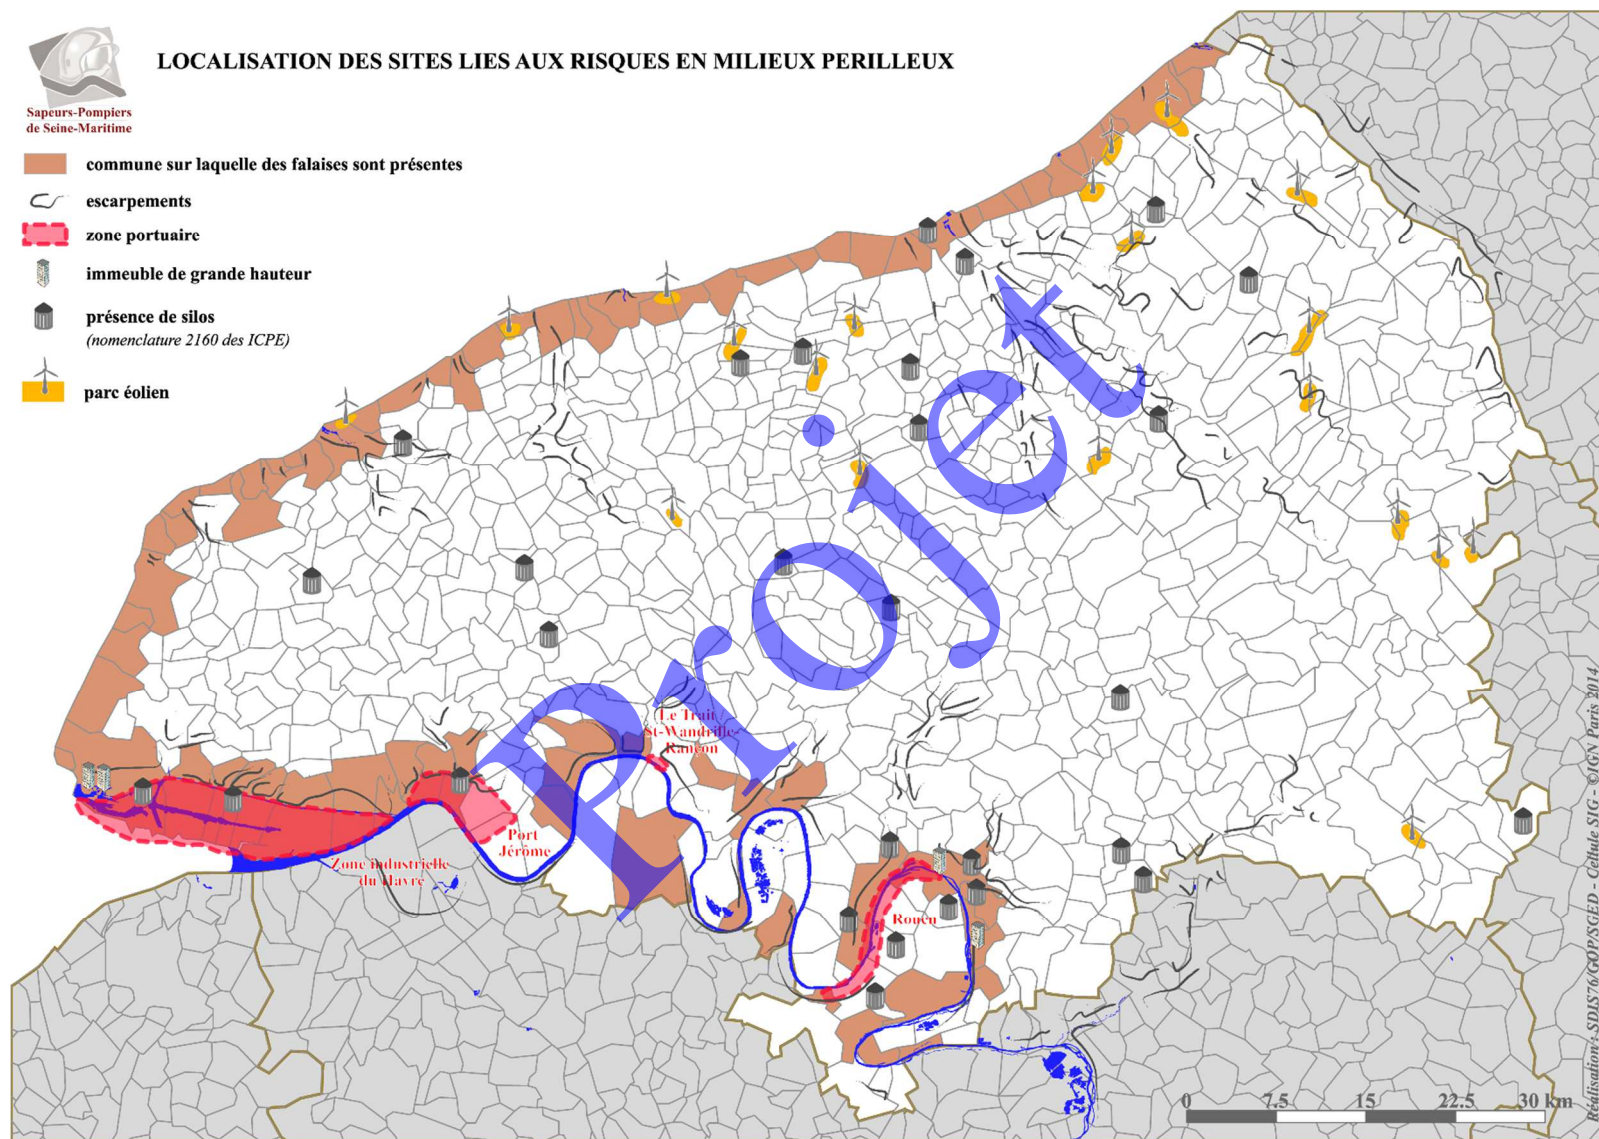 LOCALISATION DES SITES LIES AUX RISQUES EN MILIEUX PERILLEUX
Sapeurs-Pompiers
de Seine-Maritime
commune sur laquelle des falaises sont présentes
escarpements
zone portuaire
immeuble de grande hauteur
présence de silos
(nomenclature 2160 des ICPE)
parc éolien
Projet
Le Trait /
St-Wandrille-
Rançon
Port
Jérôme
Zone industrielle
du Havre
Rouen
0 7.5 15 22.5 30 km
Réalisation : SDIS76/GOP/SGED - Cellule SIG - ©IGN Paris 2014